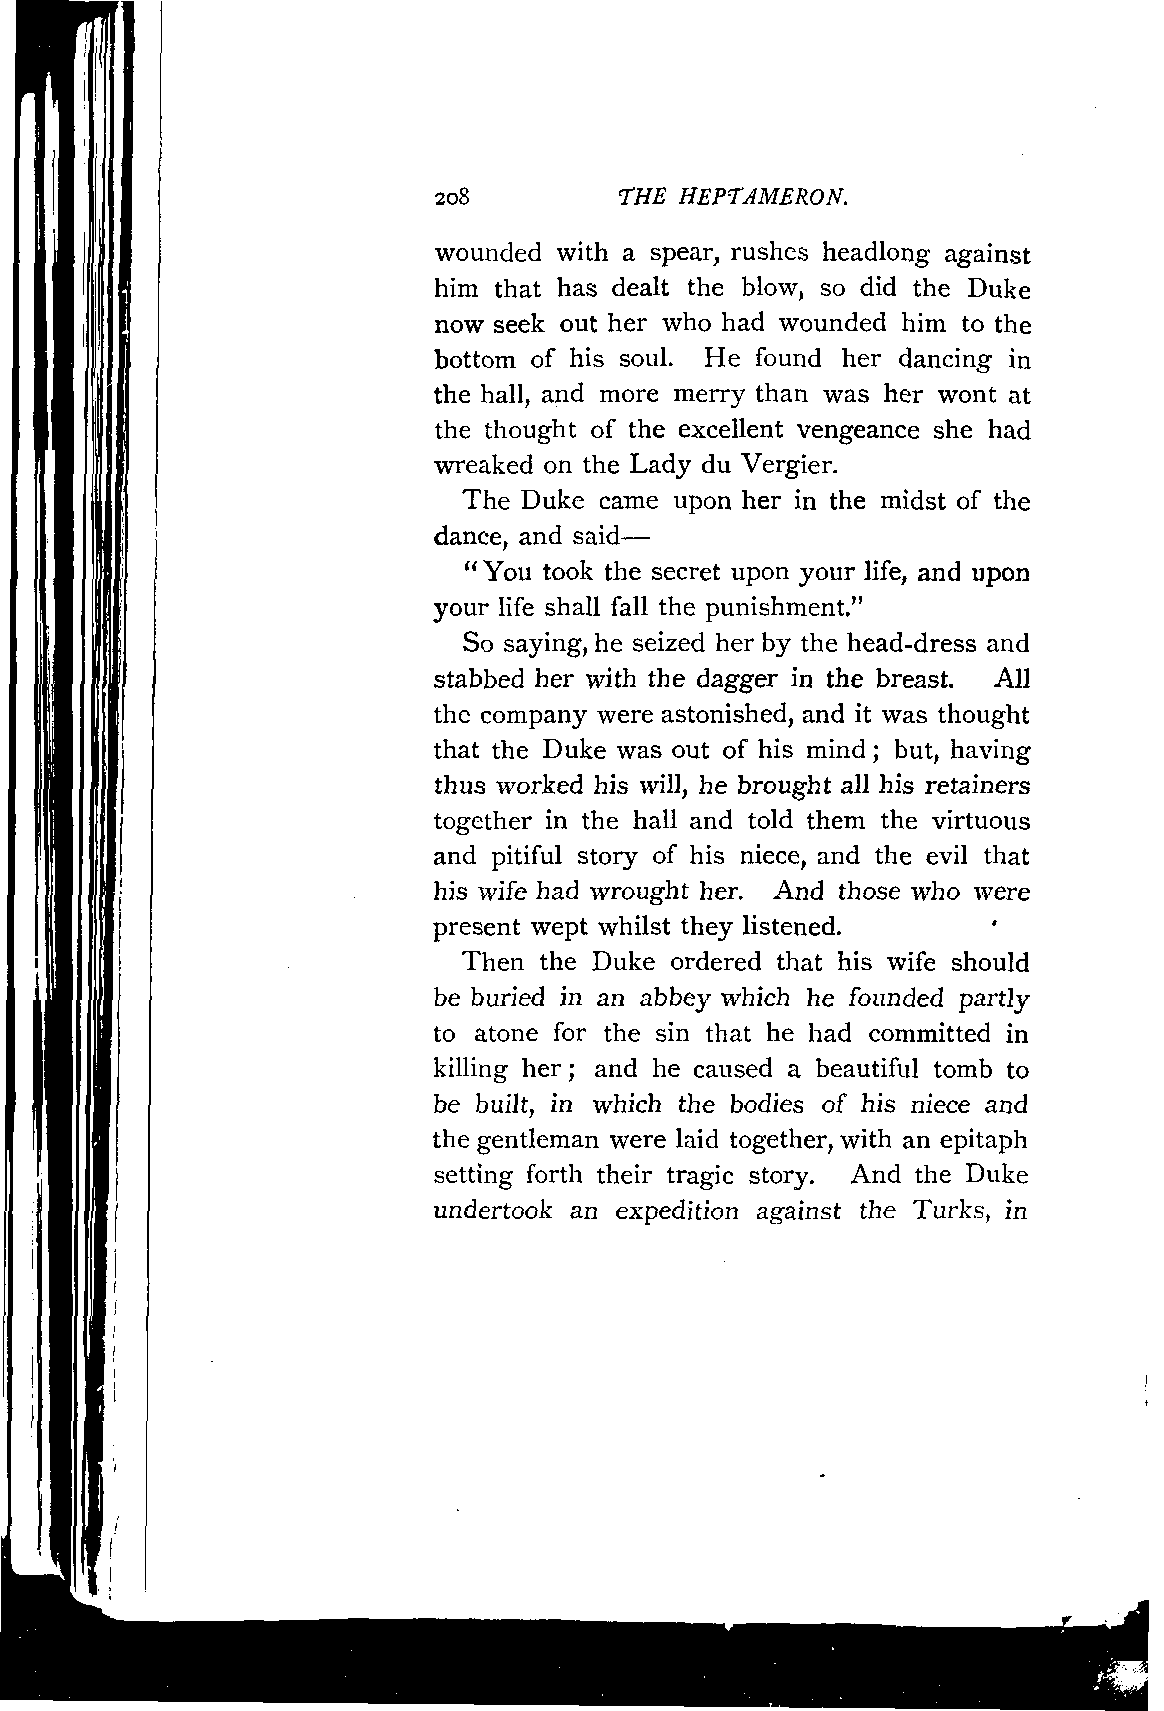 208 THE HEPTAMERON.
wounded with a spear, rushes headlong against
him that has dealt the blow, so did the Duke
now seek out her who had wounded him to the
bottom of his soul. He found her dancing in
the hall, and more merry than was her wont at
the thought of the excellent vengeance she had
wreaked on the Lady du Vergier.
The Duke came upon her in the midst of the
dance, and said—
“You took the secret upon your life, and upon
your life shall fall the punishment.”
So saying, he seized her by the head-dress and
stabbed her with the dagger in the breast. All
the company were astonished, and it was thought
that the Duke was out of his mind; but, having
thus worked his will, he brought all his retainers
together in the hall and told them the virtuous
and pitiful story of his niece, and the evil that
his wife had wrought her. And those who were
present wept whilst they listened.
Then the Duke ordered that his wife should
be buried in an abbey which he founded partly
to atone for the sin that he had committed in
killing her; and he caused a beautiful tomb to
be built, in which the bodies of his niece and
the gentleman were laid together, with an epitaph
setting forth their tragic story. And the Duke
undertook an expedition against the Turks, in